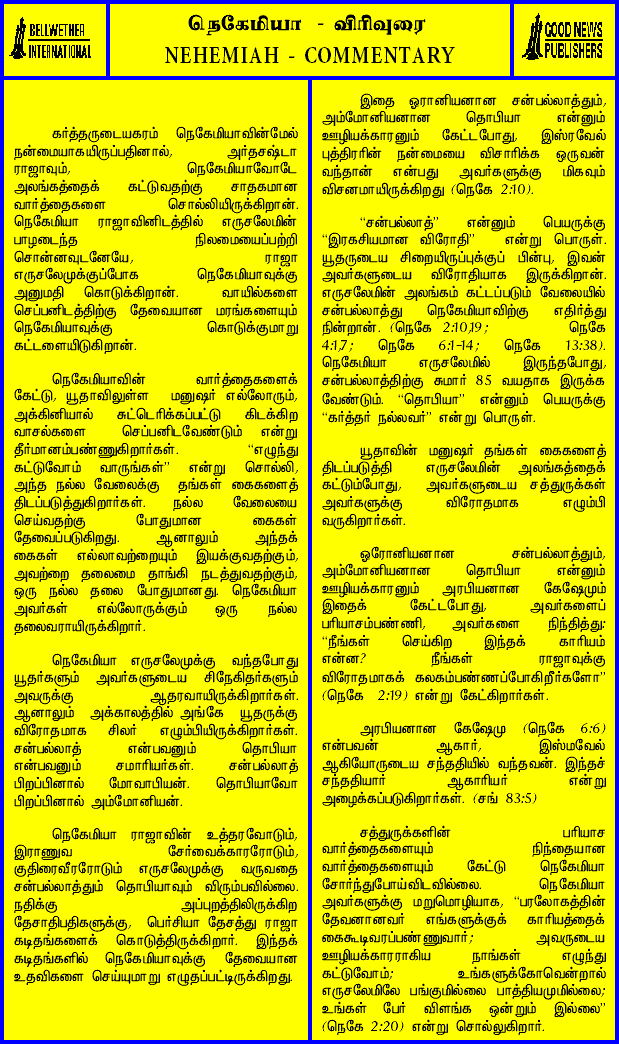 BELLWETHER
INTERNATIONAL
நெகேமியா - விரிவுரை
NEHEMIAH - COMMENTARY
GOOD NEWS
PUBLISHERS
கர்த்தருடையகரம் நெகேமியாவின்மேல்
நன்மையாகயிருப்பதினால், அர்தசஷ்டா
ராஜாவும், நெகேமியாவோடே
அலங்கத்தைக் கட்டுவதற்கு சாதகமான
வார்த்தைகளை சொல்லியிருக்கிறான்.
நெகேமியா ராஜாவினிடத்தில் எருசலேமின்
பாழடைந்த நிலமையைப்பற்றி
சொன்னவுடனேயே, ராஜா
எருசலேமுக்குப்போக நெகேமியாவுக்கு
அனுமதி கொடுக்கிறான். வாயில்களை
செப்பனிடத்திற்கு தேவையான மரங்களையும்
நெகேமியாவுக்கு கொடுக்குமாறு
கட்டளையிடுகிறான்.
நெகேமியாவின் வார்த்தைகளைக்
கேட்டு, யூதாவிலுள்ள மனுஷர் எல்லோரும்,
அக்கினியால் சுட்டெரிக்கப்பட்டு கிடக்கிற
வாசல்களை செப்பனிடவேண்டும் என்று
தீர்மானம்பண்ணுகிறார்கள். "எழுந்து
கட்டுவோம் வாருங்கள்" என்று சொல்லி,
அந்த நல்ல வேலைக்கு தங்கள் கைகளைத்
திடப்படுத்துகிறார்கள். நல்ல வேலையை
செய்வதற்கு போதுமான கைகள்
தேவைப்படுகிறது. ஆனாலும் அந்தக்
கைகள் எல்லாவற்றையும் இயக்குவதற்கும்,
அவற்றை தலைமை தாங்கி நடத்துவதற்கும்,
ஒரு நல்ல தலை போதுமானது. நெகேமியா
அவர்கள் எல்லோருக்கும் ஒரு நல்ல
தலைவராயிருக்கிறார்.
நெகேமியா எருசலேமுக்கு வந்தபோது
யூதர்களும் அவர்களுடைய சிநேகிதர்களும்
அவருக்கு ஆதரவாயிருக்கிறார்கள்.
ஆனாலும் அக்காலத்தில் அங்கே யூதருக்கு
விரோதமாக சிலர் எழும்பியிருக்கிறார்கள்.
சன்பல்லாத் என்பவனும் தொபியா
என்பவனும் சமாரியர்கள். சன்பல்லாத்
பிறப்பினால் மோவாபியன். தொபியாவோ
பிறப்பினால் அம்மோனியன்.
நெகேமியா ராஜாவின் உத்தரவோடும்,
இராணுவ சேர்வைக்காரரோடும்,
குதிரைவீரரோடும் எருசலேமுக்கு வருவதை
சன்பல்லாத்தும் தொபியாவும் விரும்பவில்லை.
நதிக்கு அப்புறத்திலிருக்கிற
தேசாதிபதிகளுக்கு, பெர்சியா தேசத்து ராஜா
கடிதங்களைக் கொடுத்திருக்கிறார். இந்தக்
கடிதங்களில் நெகேமியாவுக்கு தேவையான
உதவிகளை செய்யுமாறு எழுதப்பட்டிருக்கிறது.
இதை ஓரானியனான சன்பல்லாத்தும்,
அம்மோனியனான தொபியா என்னும்
ஊழியக்காரனும் கேட்டபோது, இஸ்ரவேல்
புத்திரரின் நன்மையை விசாரிக்க ஒருவன்
வந்தான் என்பது அவர்களுக்கு மிகவும்
விசனமாயிருக்கிறது (நெகே 2:10).
"சன்பல்லாத்" என்னும் பெயருக்கு
"இரகசியமான விரோதி" என்று பொருள்.
யூதருடைய சிறையிருப்புக்குப் பின்பு, இவன்
அவர்களுடைய விரோதியாக இருக்கிறான்.
எருசலேமின் அலங்கம் கட்டப்படும் வேலையில்
சன்பல்லாத்து நெகேமியாவிற்கு எதிர்த்து
நின்றான். (நெகே 2:10,19; நெகே
4:1,7; நெகே 6:1-14; நெகே 13:38).
நெகேமியா எருசலேமில் இருந்தபோது,
சன்பல்லாத்திற்கு சுமார் 85 வயதாக இருக்க
வேண்டும். "தொபியா" என்னும் பெயருக்கு
"கர்த்தர் நல்லவர்" என்று பொருள்.
யூதாவின் மனுஷர் தங்கள் கைகளைத்
திடப்படுத்தி எருசலேமின் அலங்கத்தைக்
கட்டும்போது, அவர்களுடைய சத்துருக்கள்
அவர்களுக்கு விரோதமாக எழும்பி
வருகிறார்கள்.
ஒரோனியனான சன்பல்லாத்தும்,
அம்மோனியனான தொபியா என்னும்
ஊழியக்காரனும் அரபியனான கேஷேமும்
இதைக் கேட்டபோது, அவர்களைப்
பரியாசம்பண்ணி, அவர்களை நிந்தித்து:
"நீங்கள் செய்கிற இந்தக் காரியம்
என்ன? நீங்கள் ராஜாவுக்கு
விரோதமாகக் கலகம்பண்ணப்போகிறீர்களோ"
(நெகே 2:19) என்று கேட்கிறார்கள்.
அரபியனான கேஷேமு (நெகே 6:6)
என்பவன் ஆகார், இஸ்மவேல்
ஆகியோருடைய சந்ததியில் வந்தவன். இந்தச்
சந்ததியார் ஆகாரியர் என்று
அழைக்கப்படுகிறார்கள். (சங் 83:5)
சத்துருக்களின் பரியாச
வார்த்தைகளையும் நிந்தையான
வார்த்தைகளையும் கேட்டு நெகேமியா
சோர்ந்துபோய்விடவில்லை. நெகேமியா
அவர்களுக்கு மறுமொழியாக, "பரலோகத்தின்
தேவனானவர் எங்களுக்குக் காரியத்தைக்
கைகூடிவரப்பண்ணுவார்; அவருடைய
ஊழியக்காரராகிய நாங்கள் எழுந்து
கட்டுவோம்; உங்களுக்கோவென்றால்
எருசலேமிலே பங்குமில்லை பாத்தியமுமில்லை;
உங்கள் பேர் விளங்க ஒன்றும் இல்லை"
(நெகே 2:20) என்று சொல்லுகிறார்.